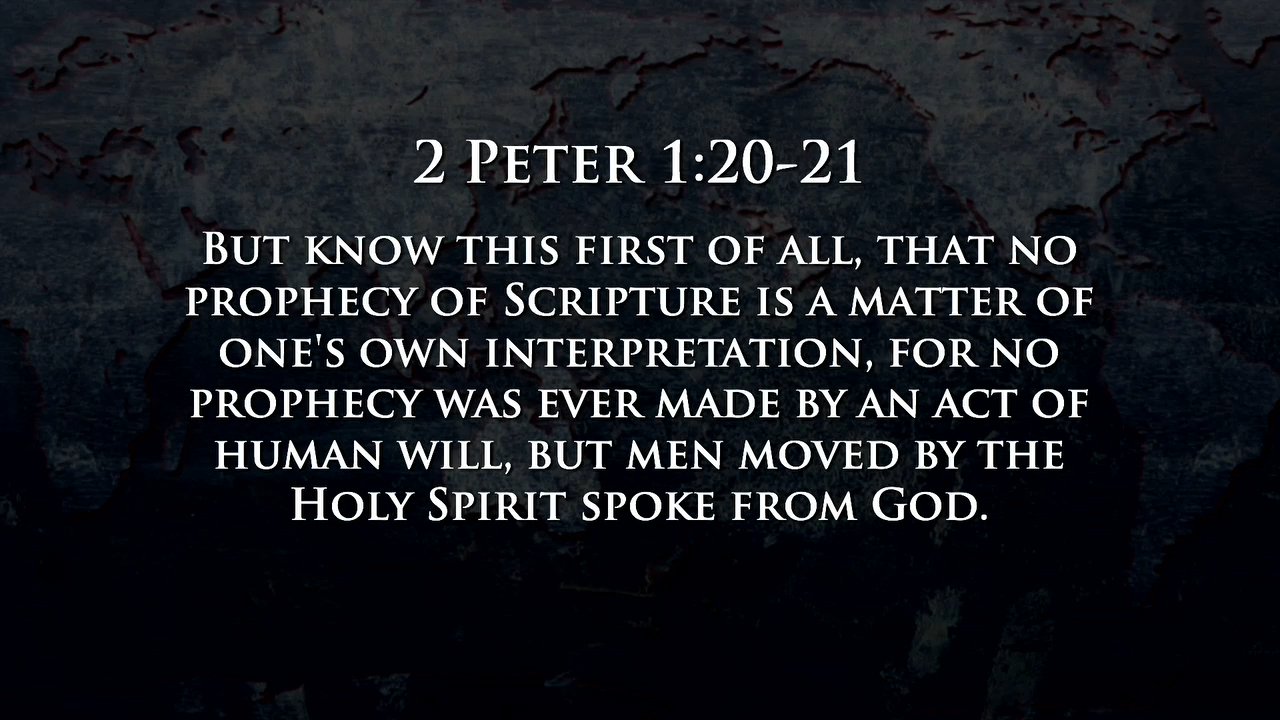 2 Peter 1:20-21
But know this first of all, that no
prophecy of Scripture is a matter of
one's own interpretation, for no
prophecy was ever made by an act of
human will, but men moved by the
Holy Spirit spoke from God.